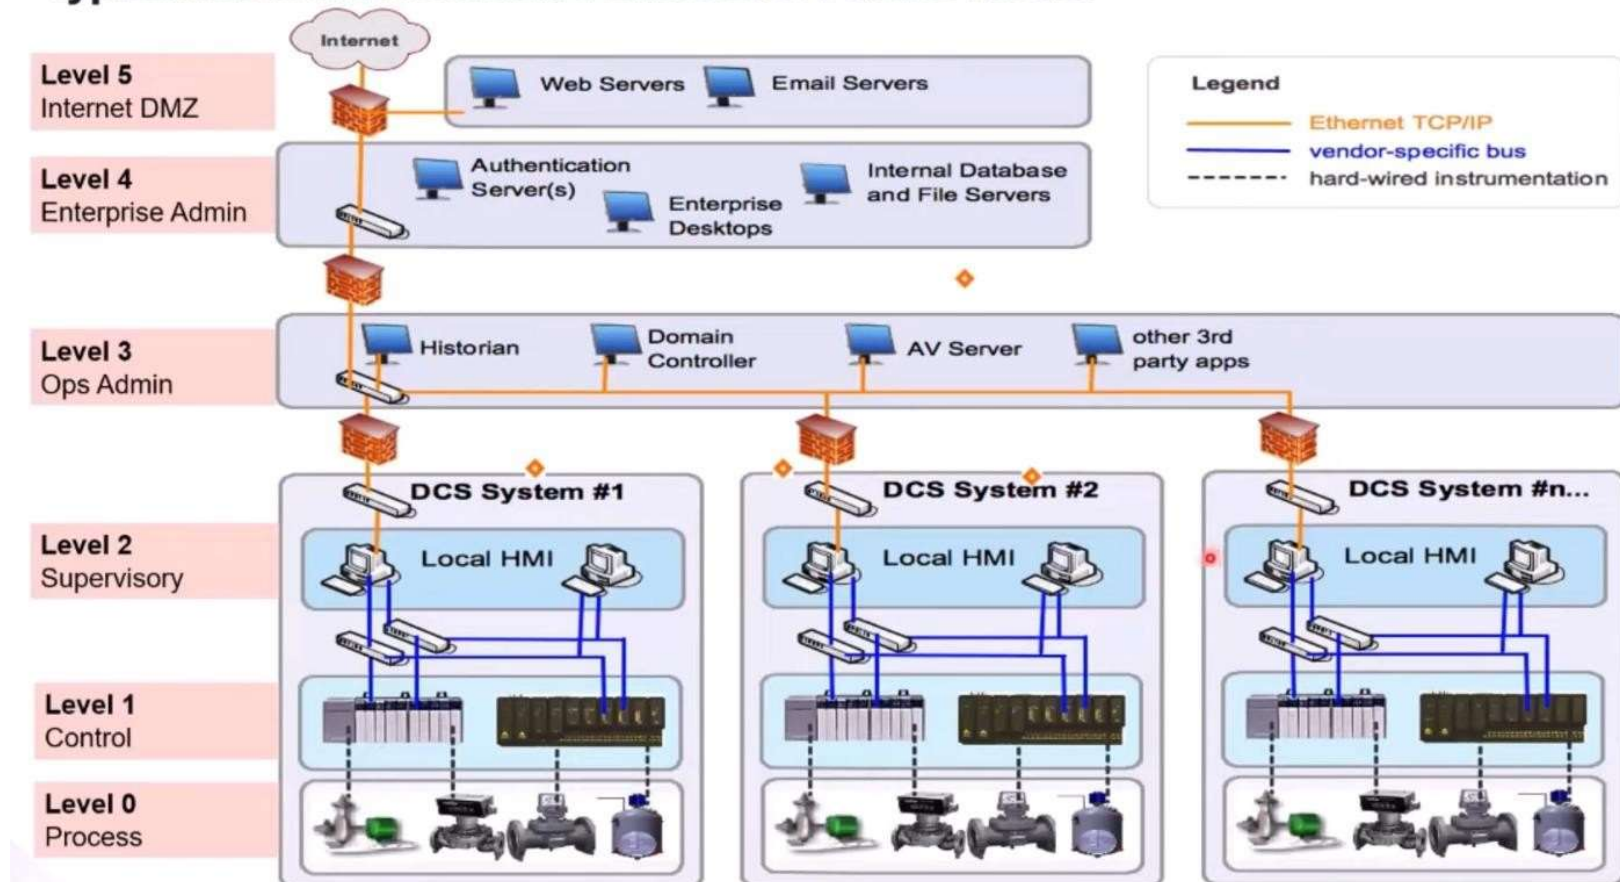 Internet
Level 5
Internet DMZ
Web Servers
Email Servers
Legend
Ethernet TCP/IP
vendor-specific bus
hard-wired instrumentation
Level 4
Enterprise Admin
Authentication
Server(s)
Enterprise
Desktops
Internal Database
and File Servers
Level 3
Ops Admin
Historian
Domain
Controller
AV Server
other 3rd
party apps
DCS System #1
DCS System #2
DCS System #n...
Level 2
Supervisory
Local HMI
Local HMI
Local HMI
Level 1
Control
Level 0
Process